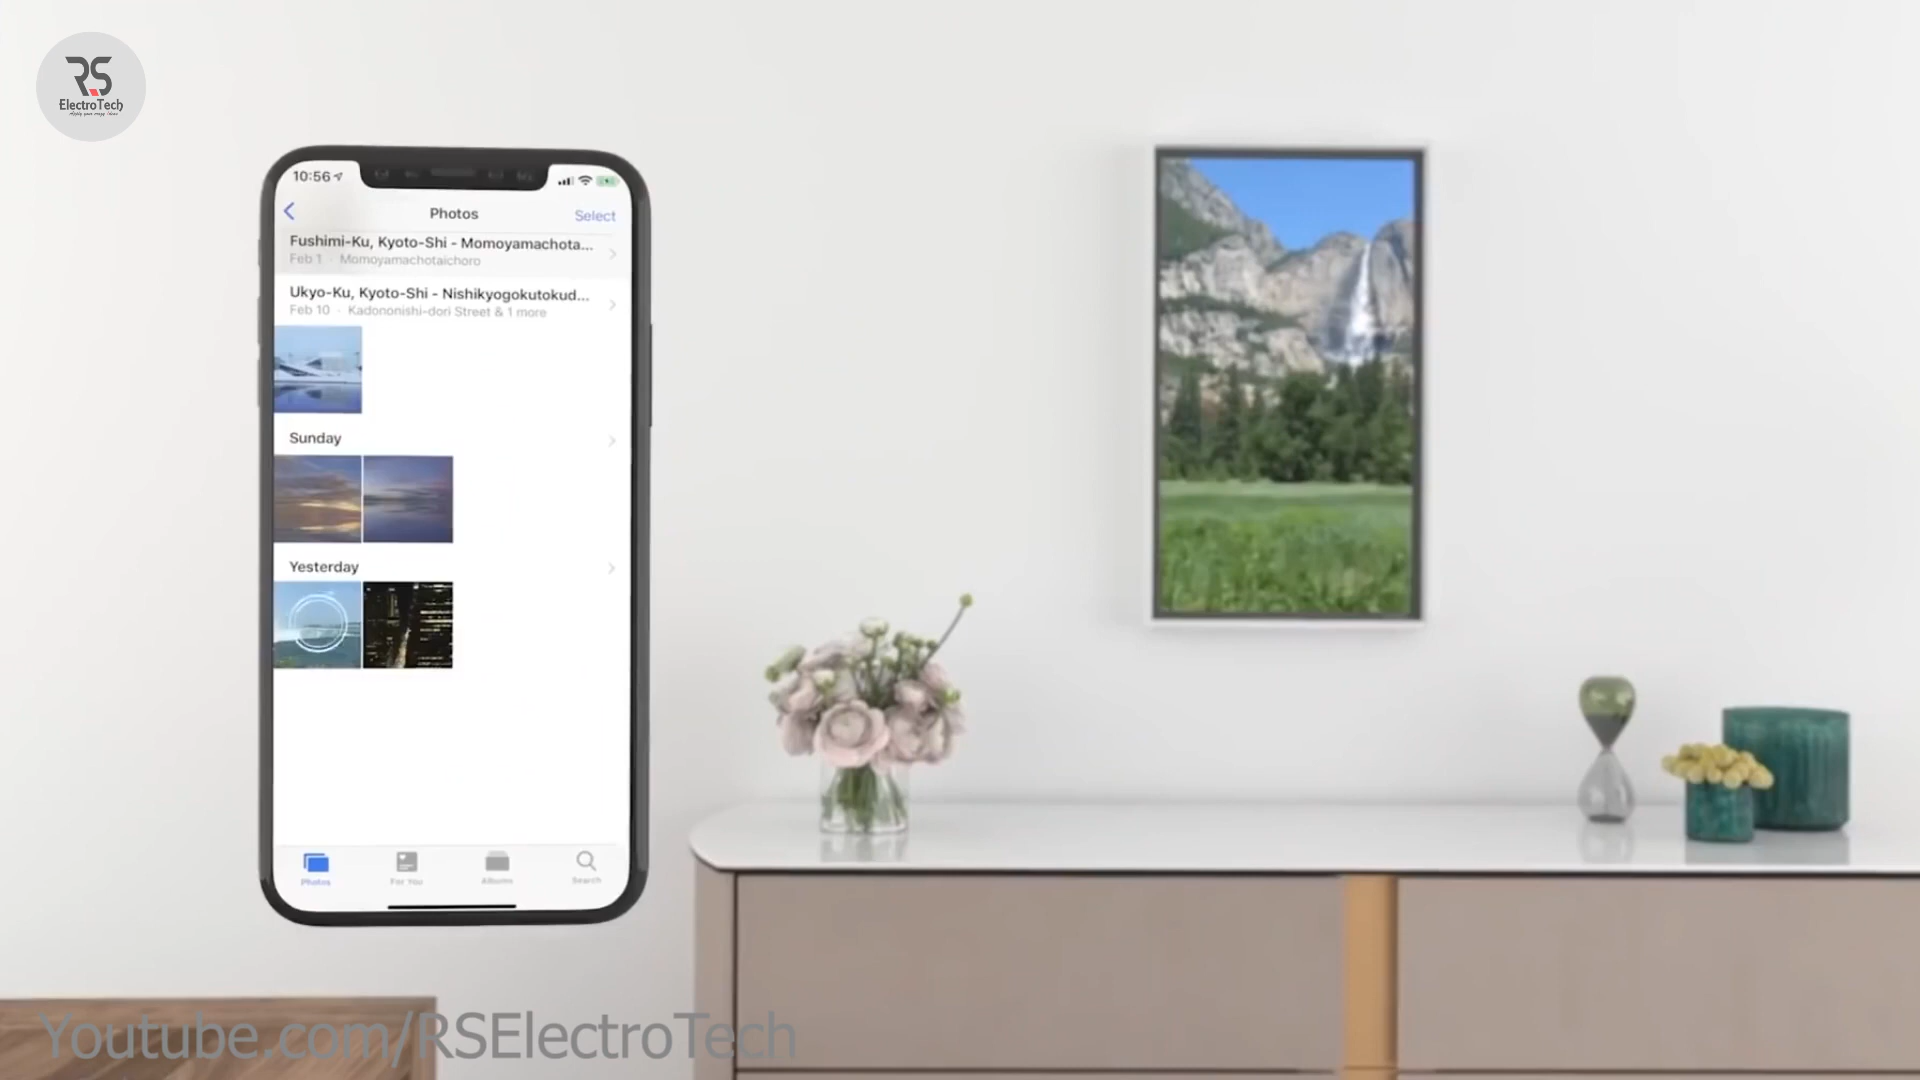 RS
ElectroTech
10:56
Photos
Select
Fushimi-Ku, Kyoto-Shi - Momoyamachota...
Feb 1 · Momoyamachotaichoro
Ukyo-Ku, Kyoto-Shi - Nishikyogokutokud...
Feb 10 · Kadononishi-dori Street & 1 more
Sunday
Yesterday
Photos
For You
Albums
Search
Youtube.com/RSElectroTech